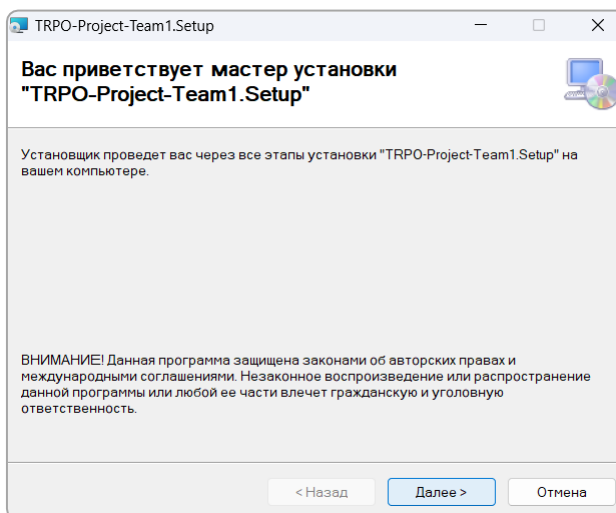 TRPO-Project-Team1.Setup
Вас приветствует мастер установки
"TRPO-Project-Team1.Setup"
Установщик проведет вас через все этапы установки "TRPO-Project-Team1.Setup" на
вашем компьютере.
ВНИМАНИЕ! Данная программа защищена законами об авторских правах и
международными соглашениями. Незаконное воспроизведение или распространение
данной программы или любой ее части влечет гражданскую и уголовную
ответственность.
< Назад Далее > Отмена